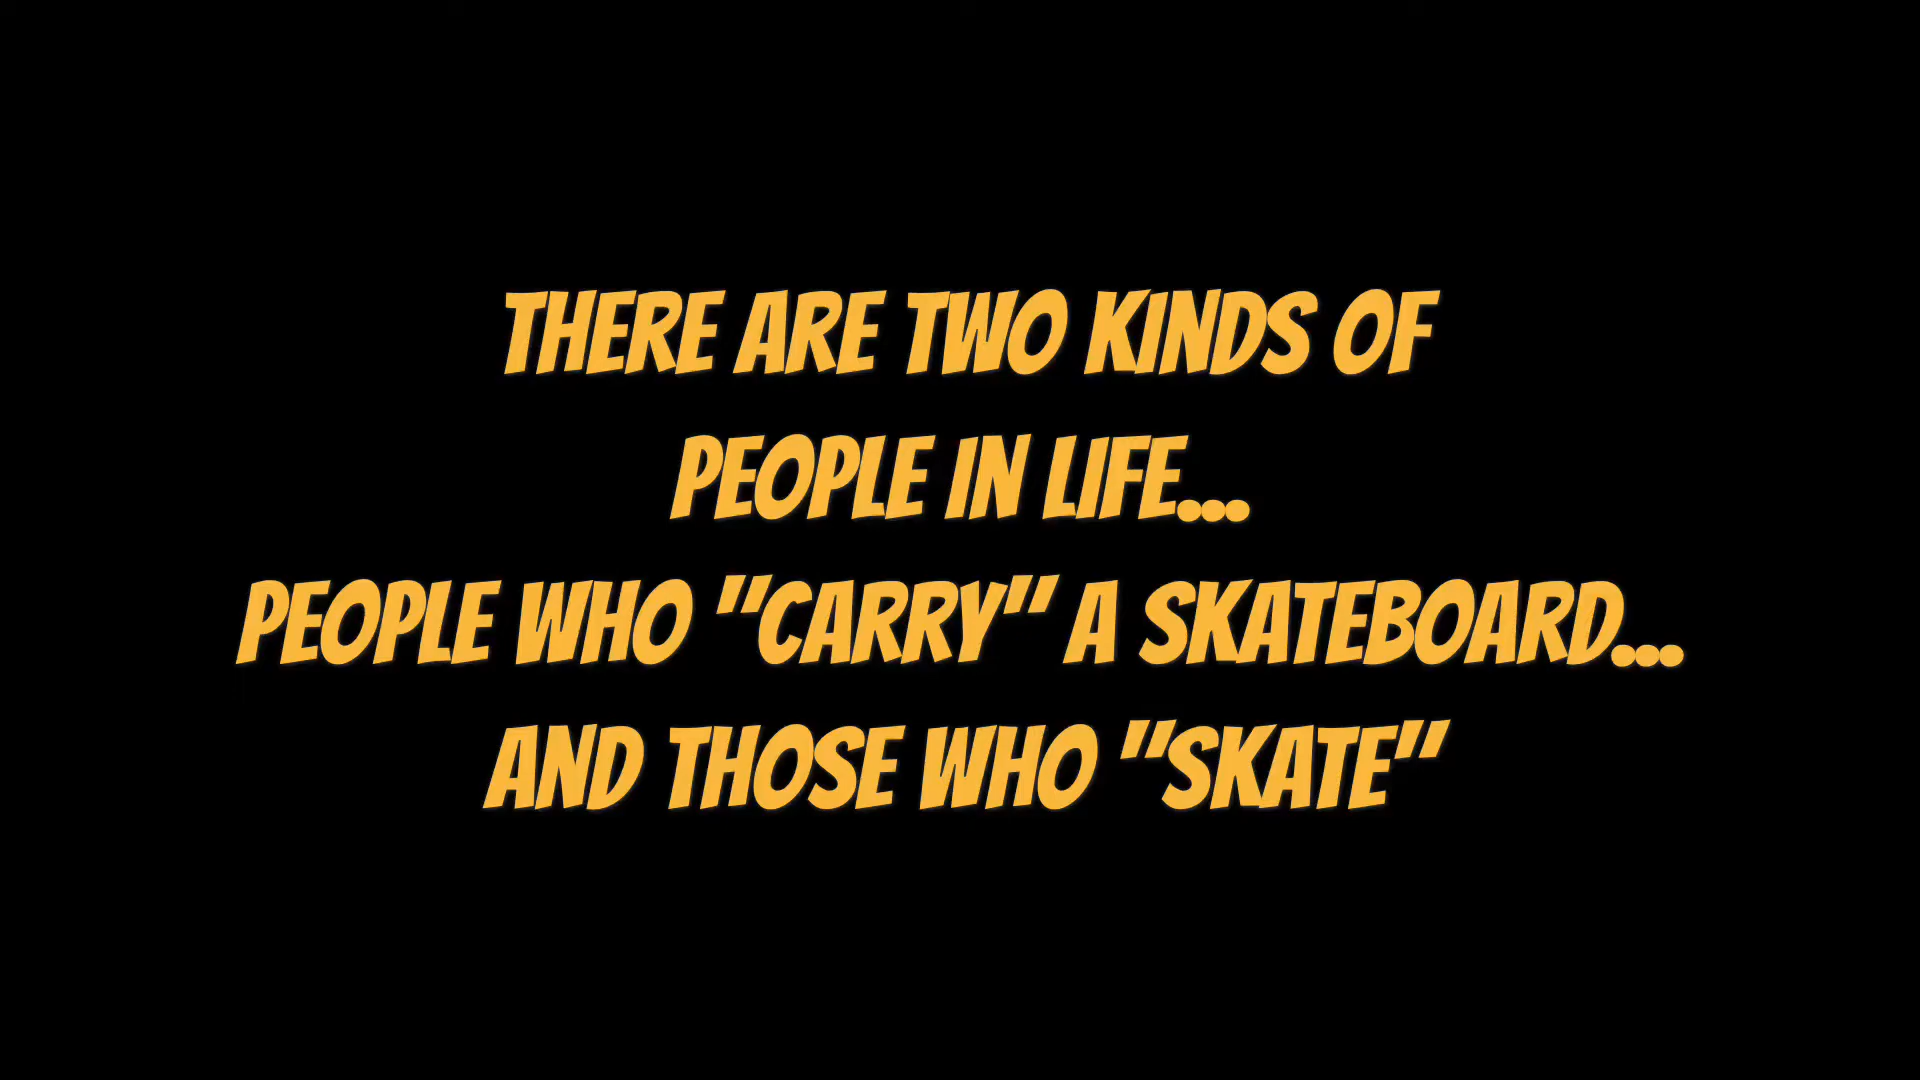 THERE ARE TWO KINDS OF
PEOPLE IN LIFE...
PEOPLE WHO "CARRY" A SKATEBOARD...
AND THOSE WHO "SKATE"